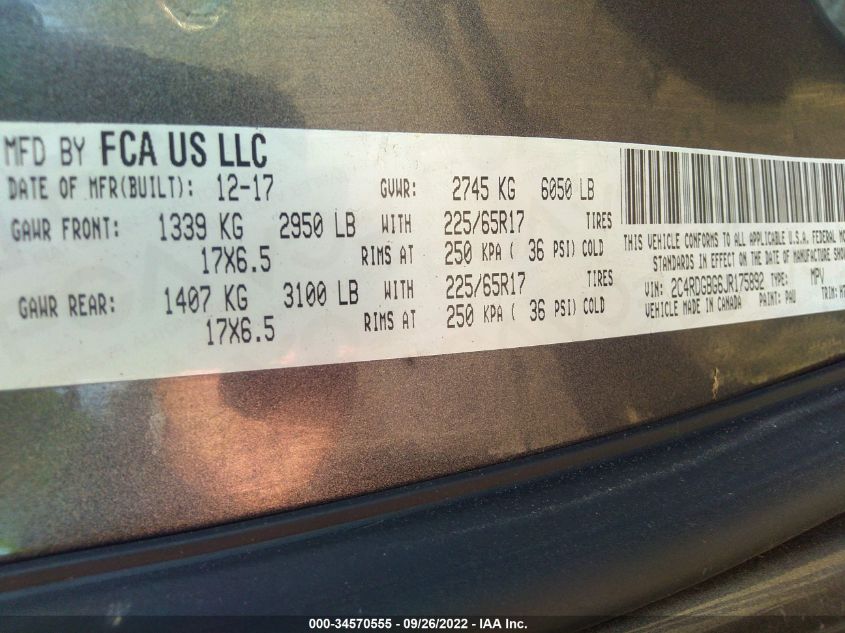 MFD BY FCA US LLC
DATE OF MFR(BUILT): 12-17 GVWR: 2745 KG 6050 LB
GAWR FRONT: 1339 KG 2950 LB WITH 225/65R17 TIRES
17X6.5 RIMS AT 250 KPA ( 36 PSI) COLD
GAWR REAR: 1407 KG 3100 LB WITH 225/65R17 TIRES
17X6.5 RIMS AT 250 KPA ( 36 PSI) COLD
THIS VEHICLE CONFORMS TO ALL APPLICABLE U.S.A. FEDERAL
STANDARDS IN EFFECT ON THE DATE OF MANUFACTURE
VIN: 2C4RDGBG6JR175892 TYPE: MPV
VEHICLE MADE IN CANADA PAINT: PAU TRIM:
000-34570555 - 09/26/2022 - IAA Inc.